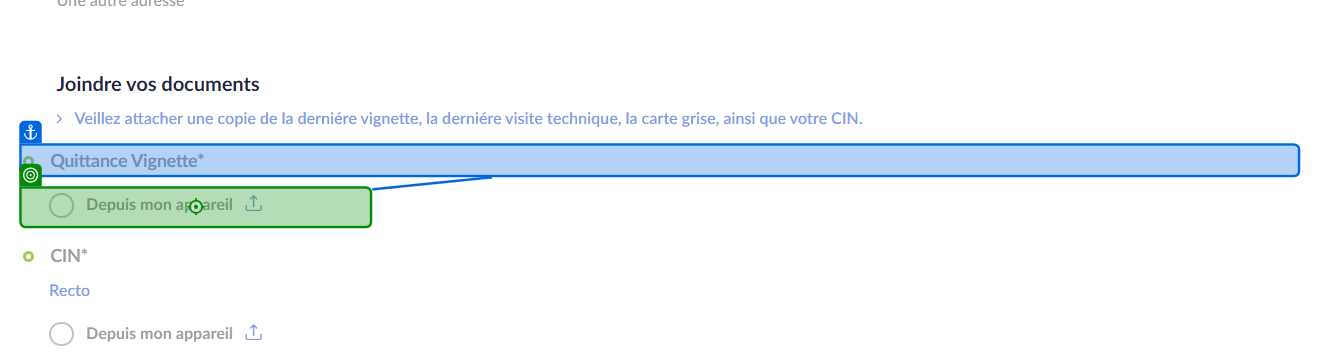 Une autre adresse
Joindre vos documents
Veillez attacher une copie de la derniére vignette, la derniére visite technique, la carte grise, ainsi que votre CIN.
Quittance Vignette*
Depuis mon appareil
CIN*
Recto
Depuis mon appareil